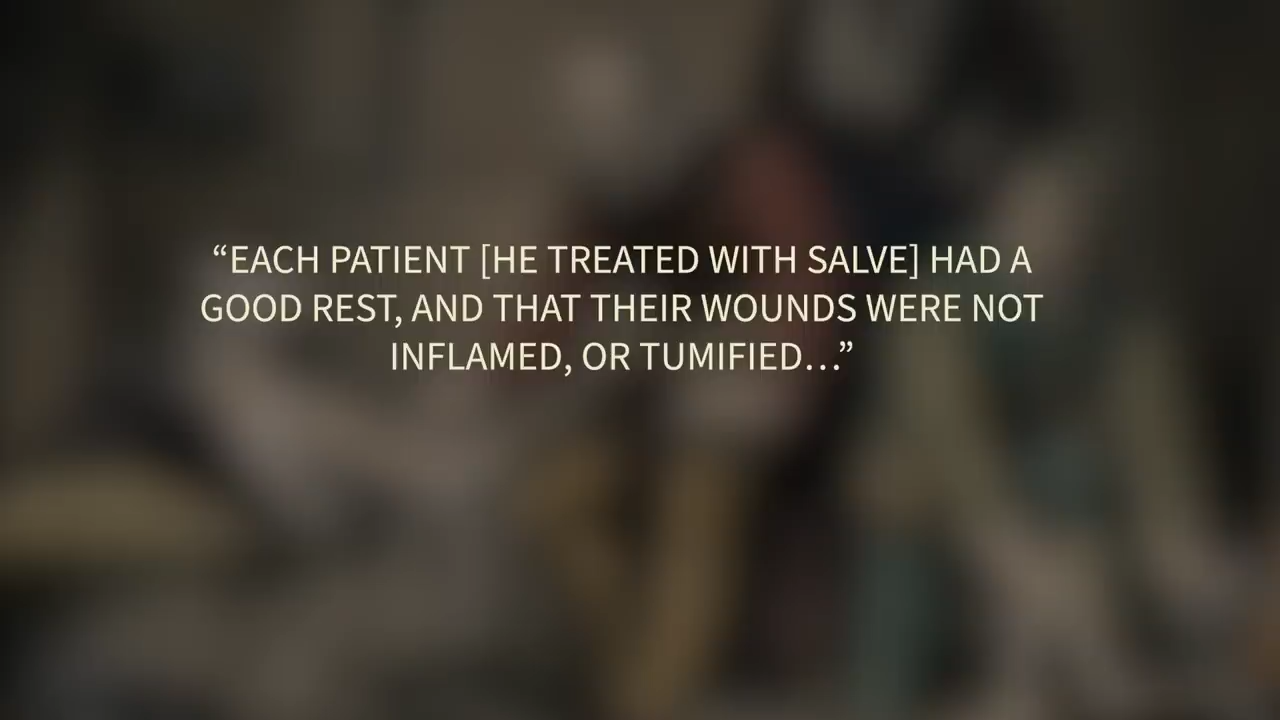 “EACH PATIENT [HE TREATED WITH SALVE] HAD A
GOOD REST, AND THAT THEIR WOUNDS WERE NOT
INFLAMED, OR TUMIFIED…”